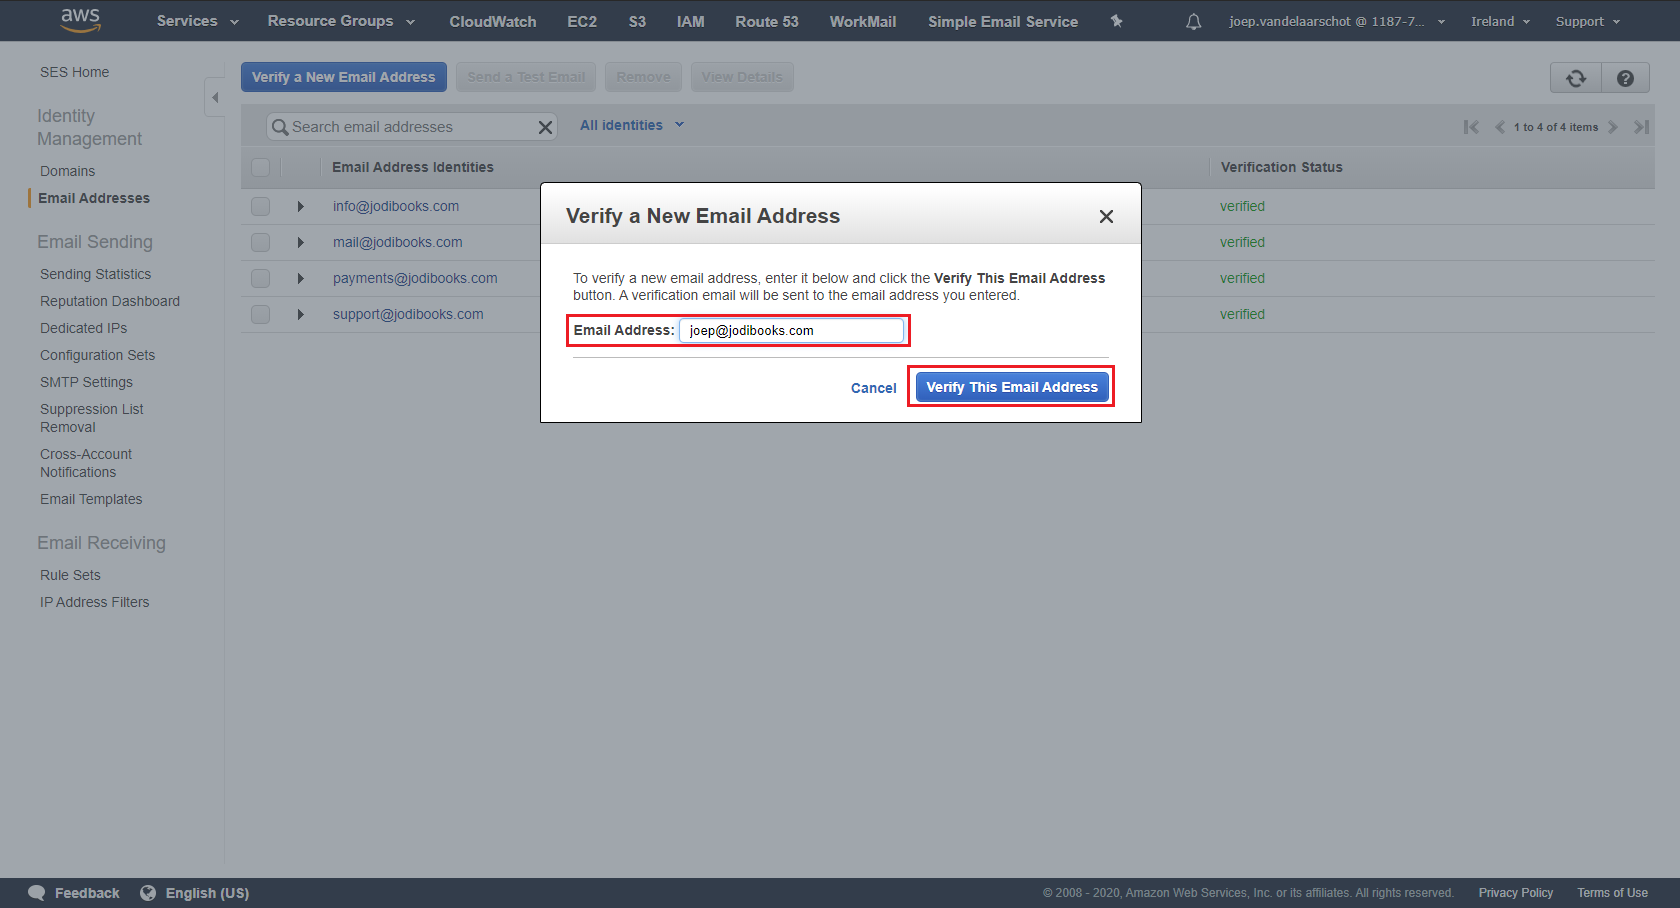 aws Services Resource Groups CloudWatch EC2 S3 IAM Route 53 WorkMail Simple Email Service joep.vandelaarschot @ 1187-7... Ireland Support
SES Home
Identity
Management
Domains
Email Addresses
Email Sending
Sending Statistics
Reputation Dashboard
Dedicated IPs
Configuration Sets
SMTP Settings
Suppression List
Removal
Cross-Account
Notifications
Email Templates
Email Receiving
Rule Sets
IP Address Filters
Verify a New Email Address Send a Test Email Remove View Details
Search email addresses All identities 1 to 4 of 4 items
Email Address Identities Verification Status
info@jodibooks.com verified
mail@jodibooks.com verified
payments@jodibooks.com verified
support@jodibooks.com verified
Verify a New Email Address
To verify a new email address, enter it below and click the Verify This Email Address
button. A verification email will be sent to the email address you entered.
Email Address: joep@jodibooks.com
Cancel Verify This Email Address
Feedback English (US) © 2008 - 2020, Amazon Web Services, Inc. or its affiliates. All rights reserved. Privacy Policy Terms of Use